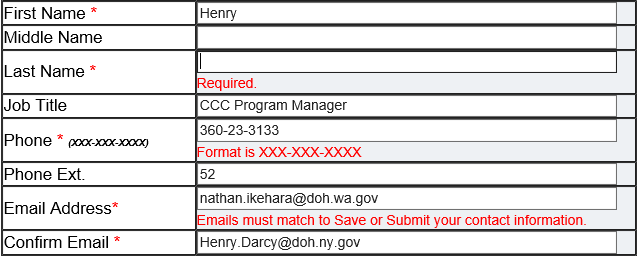 First Name * Henry
Middle Name
Last Name *
Required.
Job Title CCC Program Manager
Phone * (XXX-XXX-XXXX) 360-23-3133
Format is XXX-XXX-XXXX
Phone Ext. 52
Email Address* nathan.ikehara@doh.wa.gov
Emails must match to Save or Submit your contact information.
Confirm Email * Henry.Darcy@doh.ny.gov